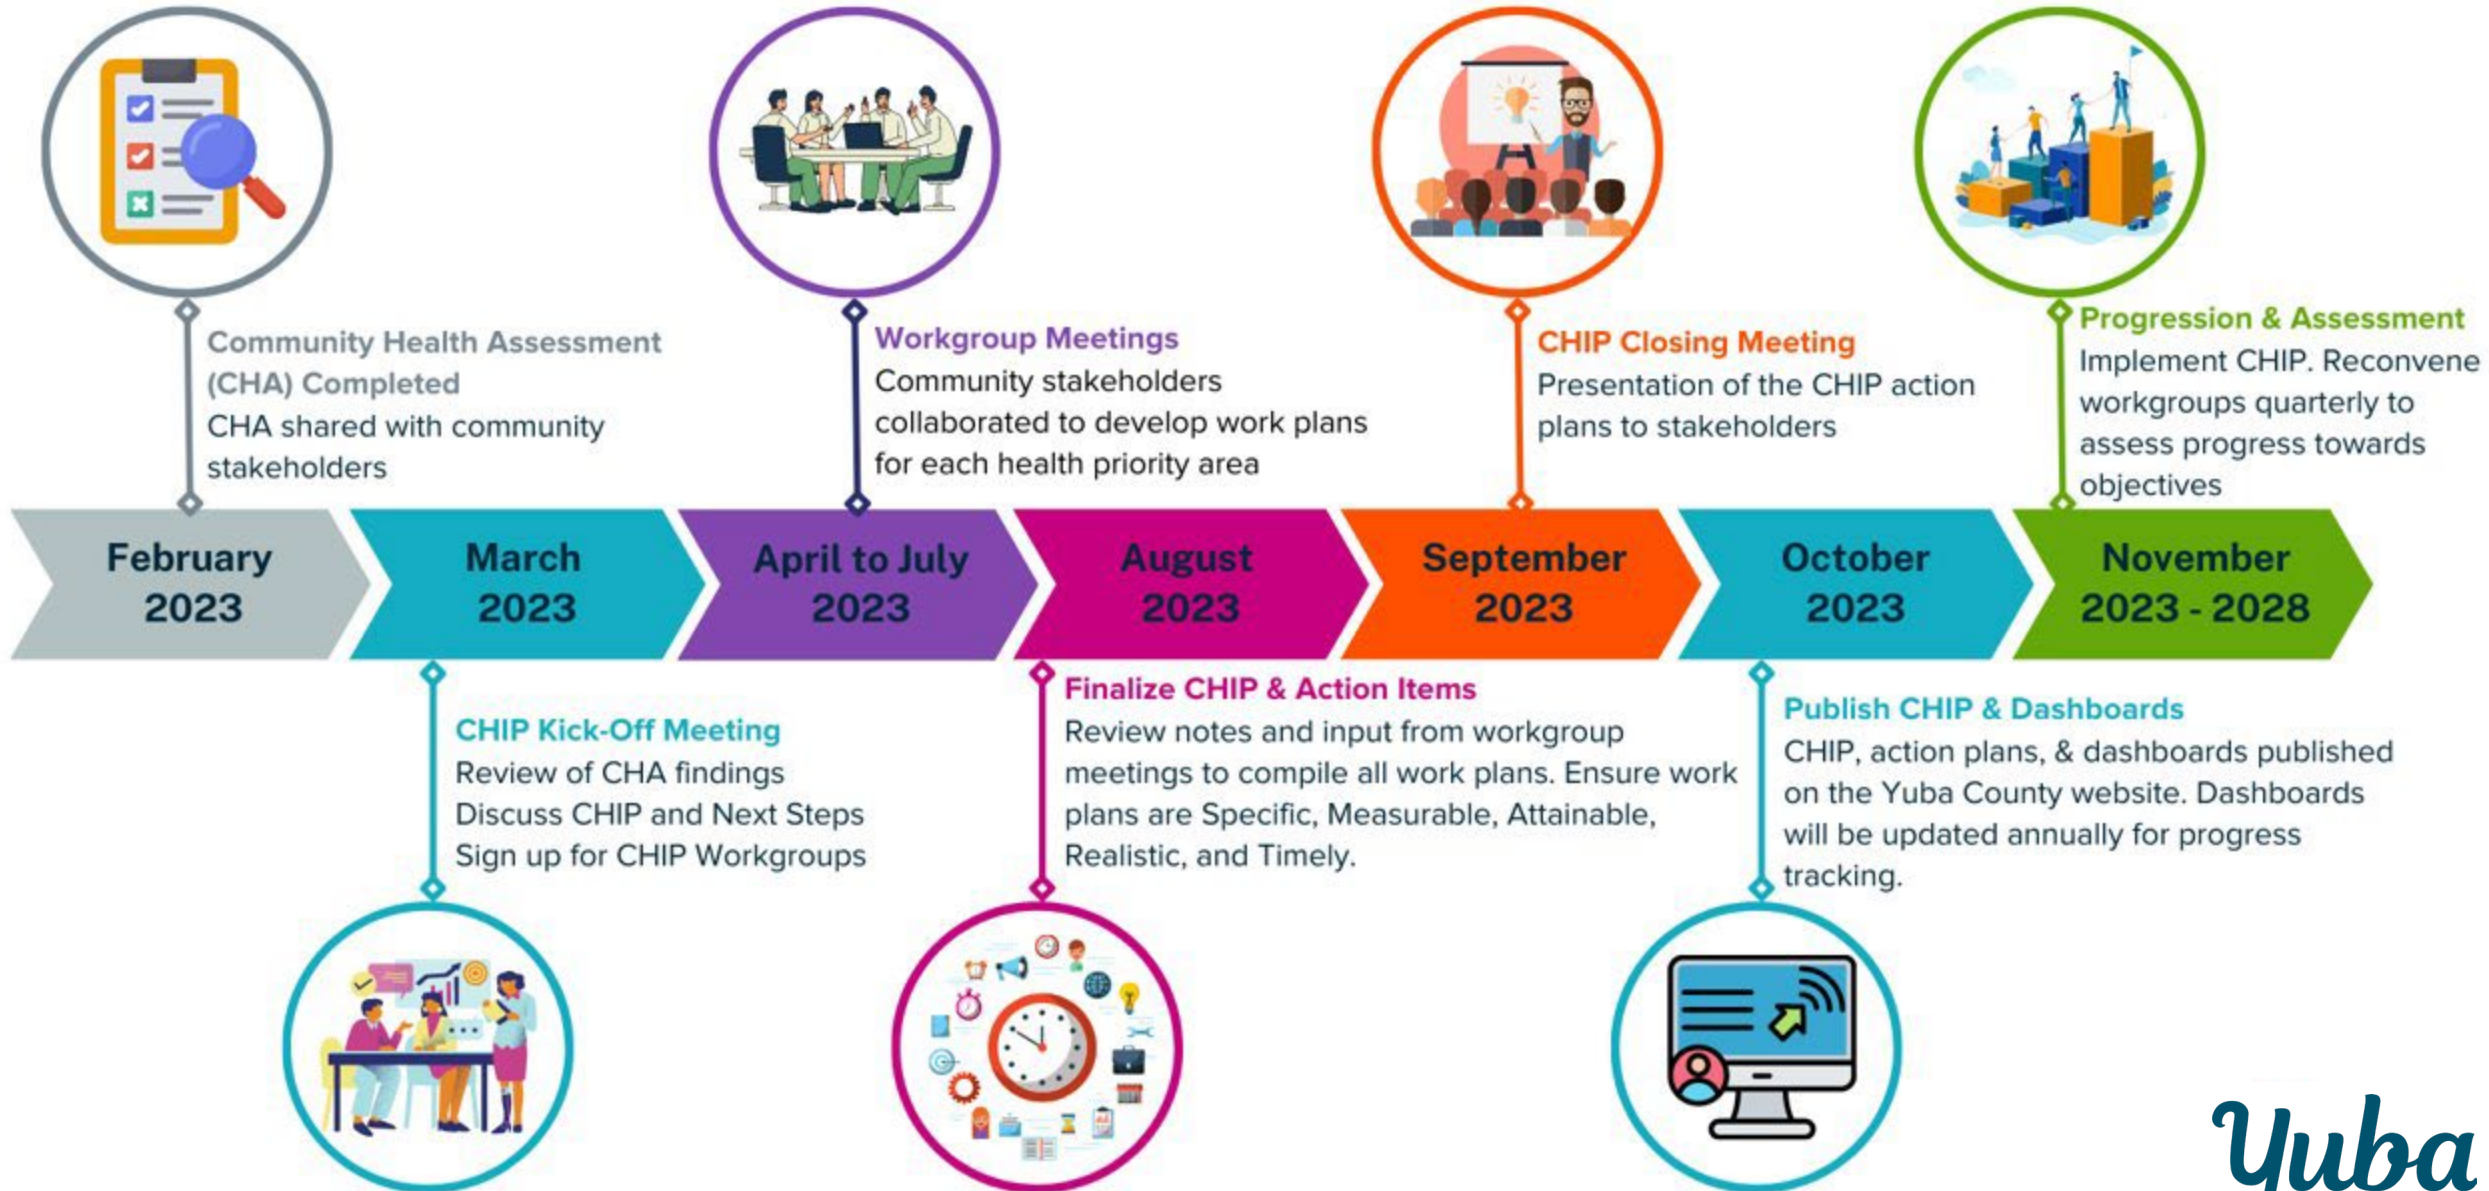 Community Health Assessment
(CHA) Completed
CHA shared with community
stakeholders
Workgroup Meetings
Community stakeholders
collaborated to develop work plans
for each health priority area
CHIP Closing Meeting
Presentation of the CHIP action
plans to stakeholders
Progression & Assessment
Implement CHIP. Reconvene
workgroups quarterly to
assess progress towards
objectives
February
2023
March
2023
April to July
2023
August
2023
September
2023
October
2023
November
2023 - 2028
CHIP Kick-Off Meeting
Review of CHA findings
Discuss CHIP and Next Steps
Sign up for CHIP Workgroups
Finalize CHIP & Action Items
Review notes and input from workgroup
meetings to compile all work plans. Ensure work
plans are Specific, Measurable, Attainable,
Realistic, and Timely.
Publish CHIP & Dashboards
CHIP, action plans, & dashboards published
on the Yuba County website. Dashboards
will be updated annually for progress
tracking.
Yuba